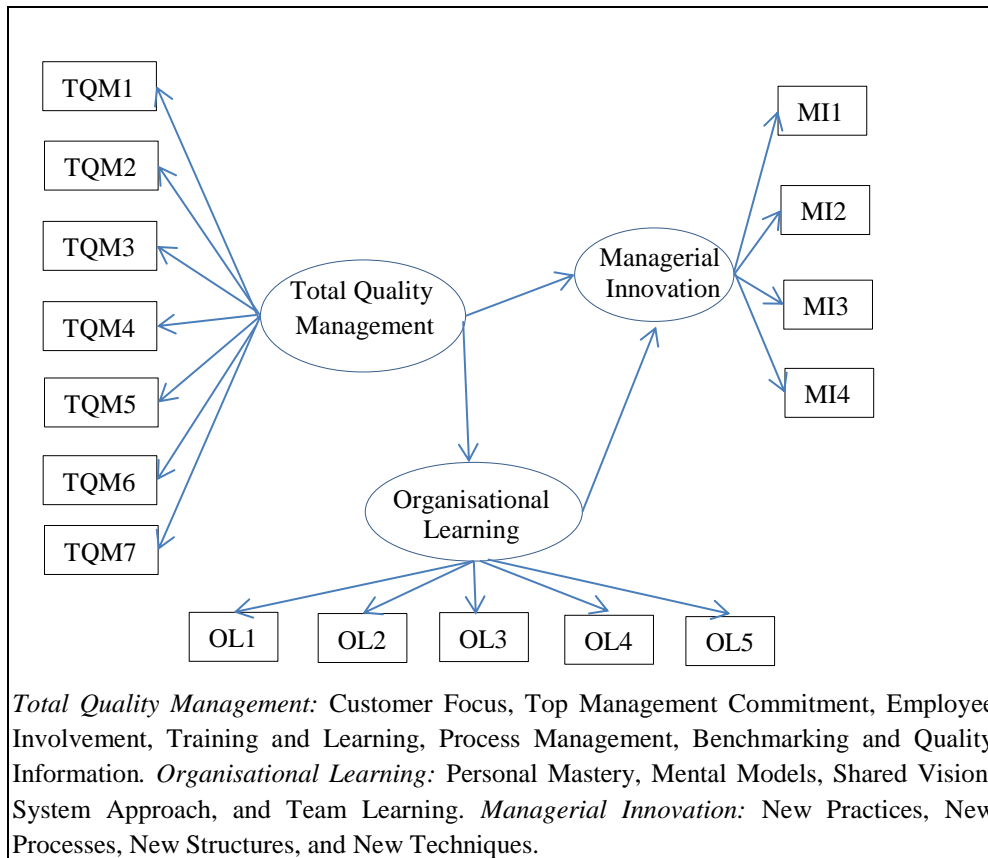 TQM1
TQM2
TQM3
TQM4
TQM5
TQM6
TQM7
Total Quality
Management
Managerial
Innovation
MI1
MI2
MI3
MI4
Organisational
Learning
OL1
OL2
OL3
OL4
OL5
Total Quality Management: Customer Focus, Top Management Commitment, Employee
Involvement, Training and Learning, Process Management, Benchmarking and Quality
Information. Organisational Learning: Personal Mastery, Mental Models, Shared Vision
System Approach, and Team Learning. Managerial Innovation: New Practices, New
Processes, New Structures, and New Techniques.